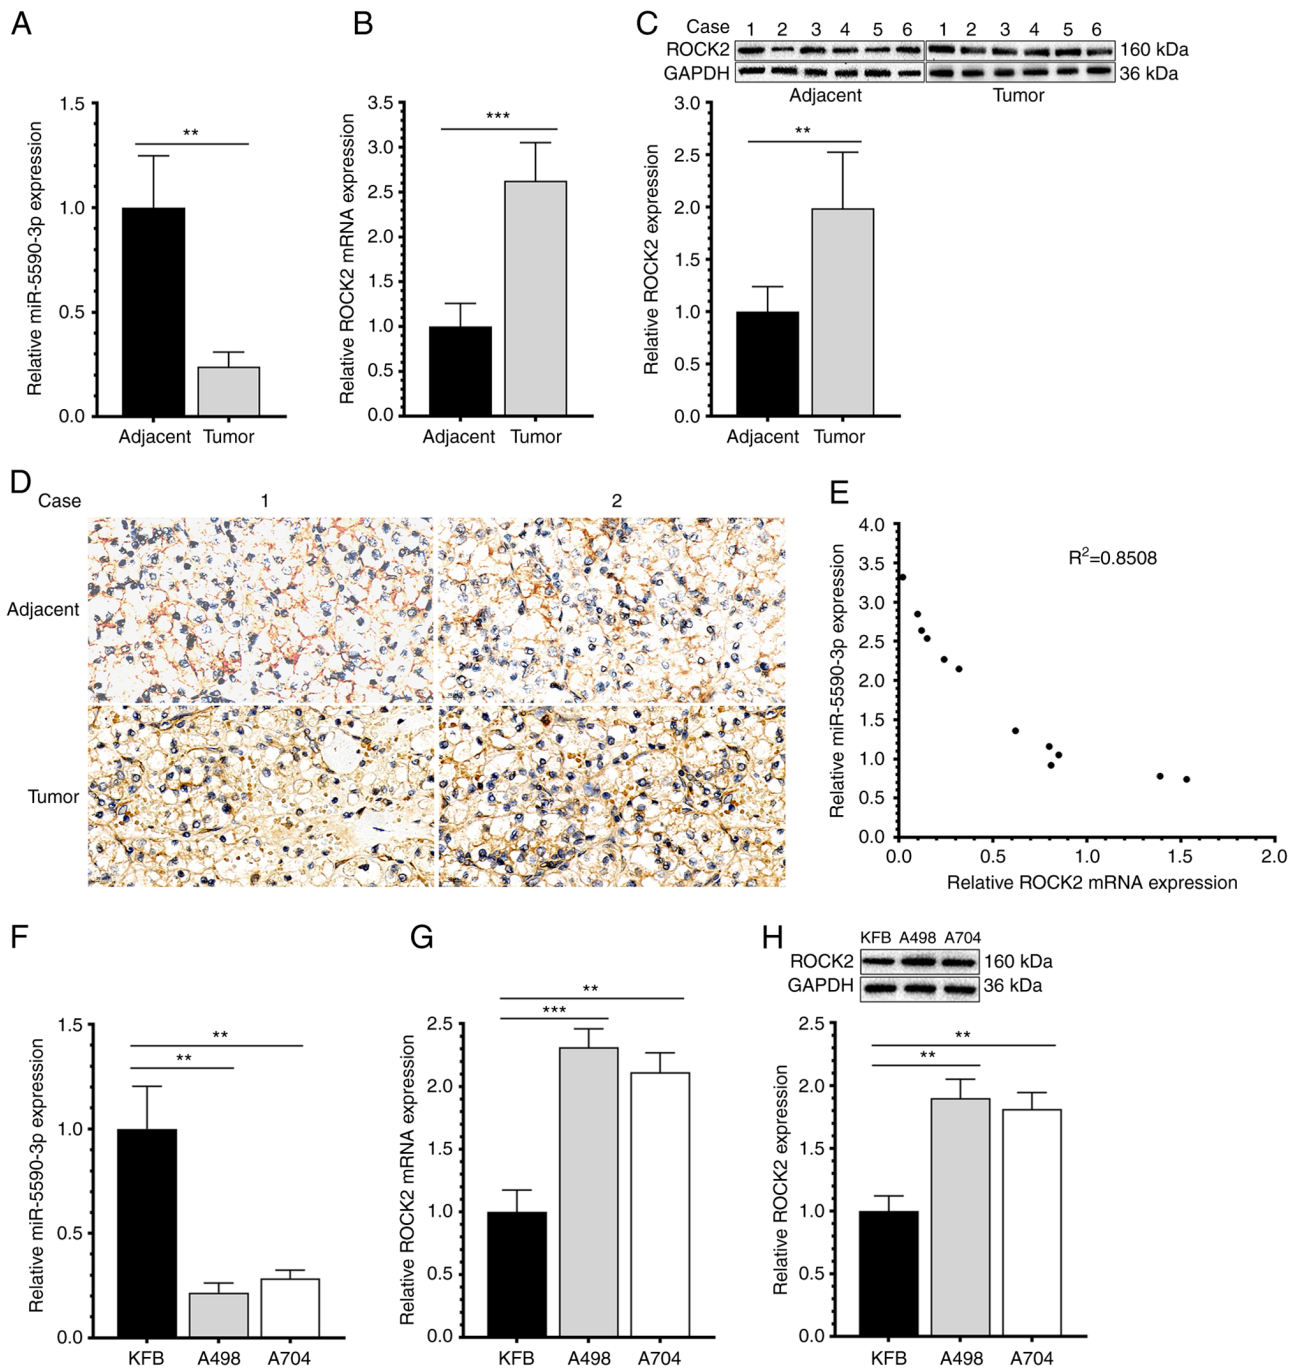 A
Relative miR-5590-3p expression
1.5
1.0
0.5
0.0
**
Adjacent Tumor
B
Relative ROCK2 mRNA expression
3.5
3.0
2.5
2.0
1.5
1.0
0.5
0.0
***
Adjacent Tumor
C
Case 1 2 3 4 5 6 1 2 3 4 5 6
ROCK2 160 kDa
GAPDH 36 kDa
Adjacent Tumor
Relative ROCK2 expression
3.0
2.5
2.0
1.5
1.0
0.5
0.0
**
Adjacent Tumor
D
Case 1 2
Adjacent
Tumor
E
Relative miR-5590-3p expression
4.0
3.5
3.0
2.5
2.0
1.5
1.0
0.5
0.0
R²=0.8508
0.0 0.5 1.0 1.5 2.0
Relative ROCK2 mRNA expression
F
Relative miR-5590-3p expression
1.5
1.0
0.5
0.0
**
**
KFB A498 A704
G
Relative ROCK2 mRNA expression
2.5
2.0
1.5
1.0
0.5
0.0
**
***
KFB A498 A704
H
KFB A498 A704
ROCK2 160 kDa
GAPDH 36 kDa
Relative ROCK2 expression
2.5
2.0
1.5
1.0
0.5
0.0
**
**
KFB A498 A704